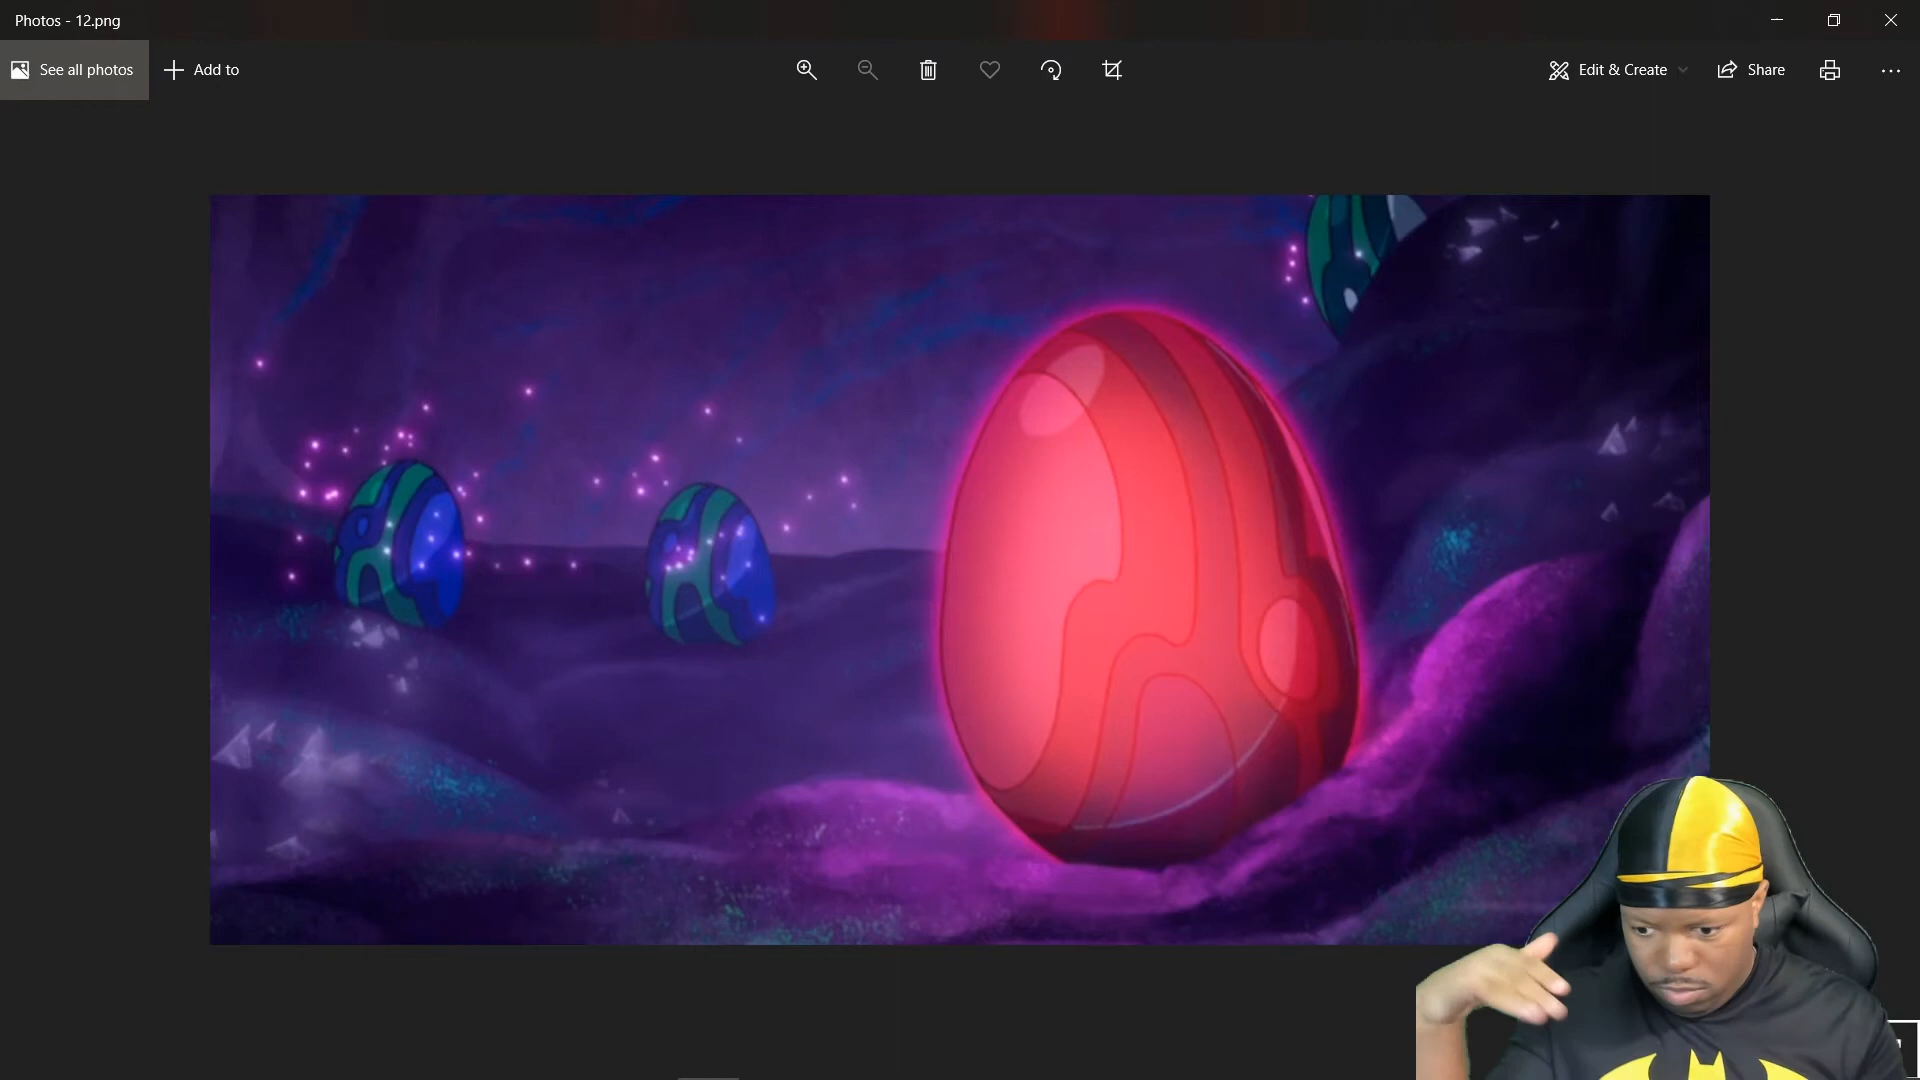 Photos - 12.png
See all photos
Add to
Edit & Create
Share